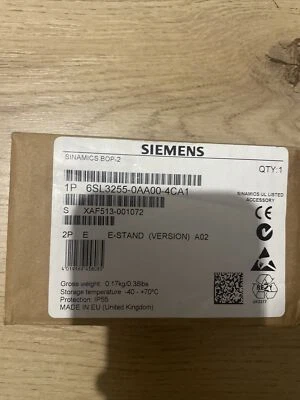 SIEMENS
SINAMICS BOP-2
QTY:1
1P 6SL3255-0AA00-4CA1
SINAMICS UL LISTED
ACCESSORY
S XAF513-001072
2P E E-STAND (VERSION) A02
CE
Gross weight: 0.17kg/0.38lbs
Storage temperature -40 - +70°C
Protection: IP55
MADE IN EU (United Kingdom)